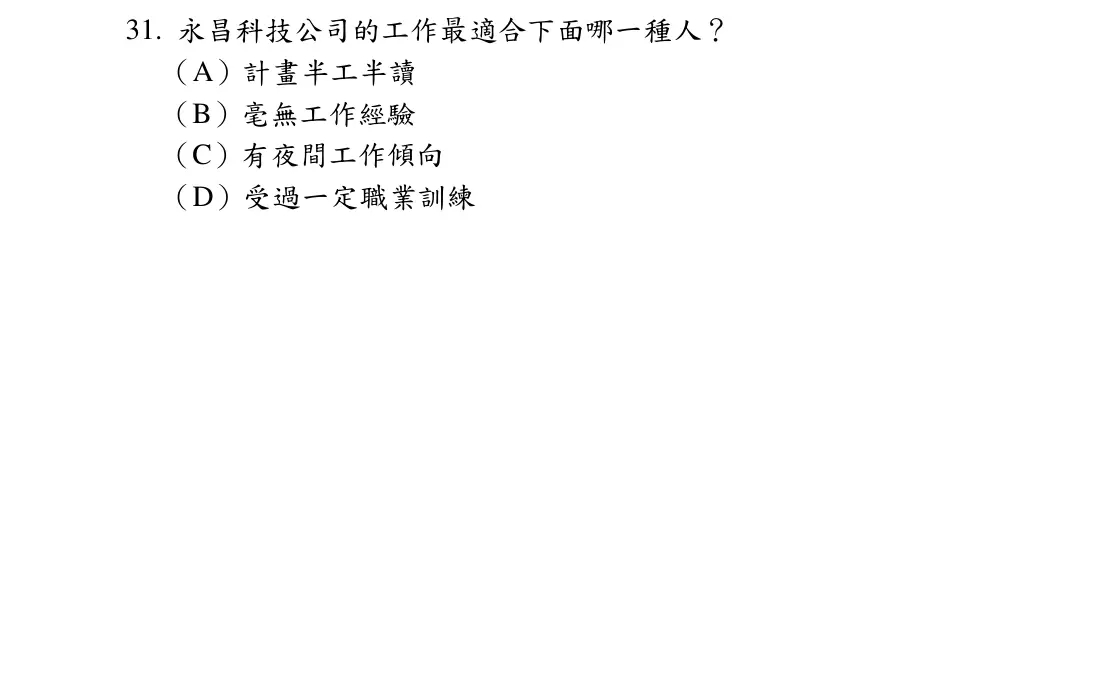 31. 永昌科技公司的工作最適合下面哪一種人？
（A）計畫半工半讀
（B）毫無工作經驗
（C）有夜間工作傾向
（D）受過一定職業訓練